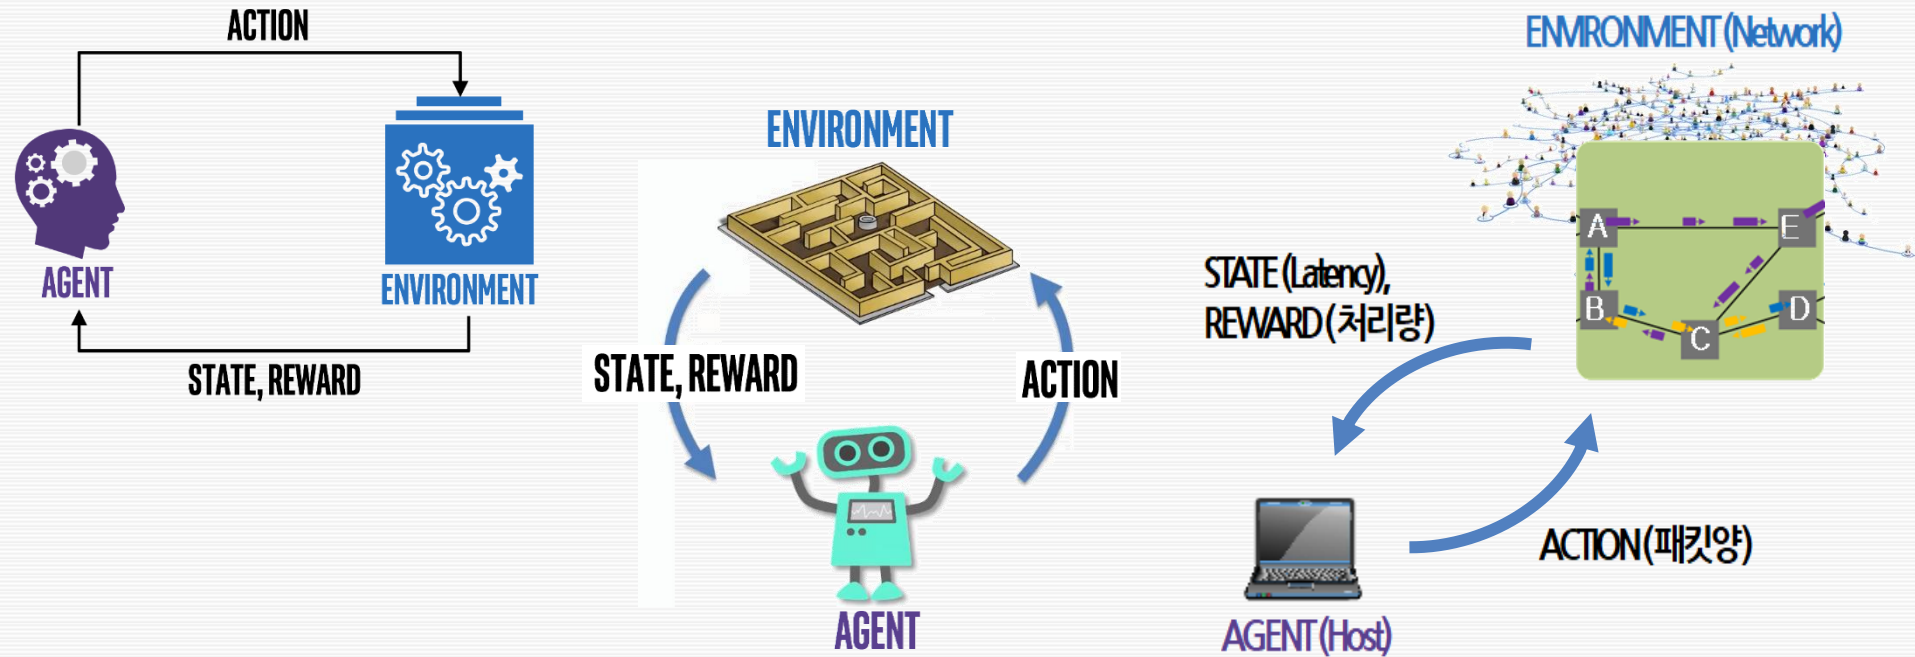 ACTION
AGENT
ENVIRONMENT
STATE, REWARD
ENVIRONMENT
STATE, REWARD
ACTION
AGENT
ENVIRONMENT (Network)
A
E
B
D
C
STATE (Latency),
REWARD (처리량)
ACTION (패킷양)
AGENT (Host)